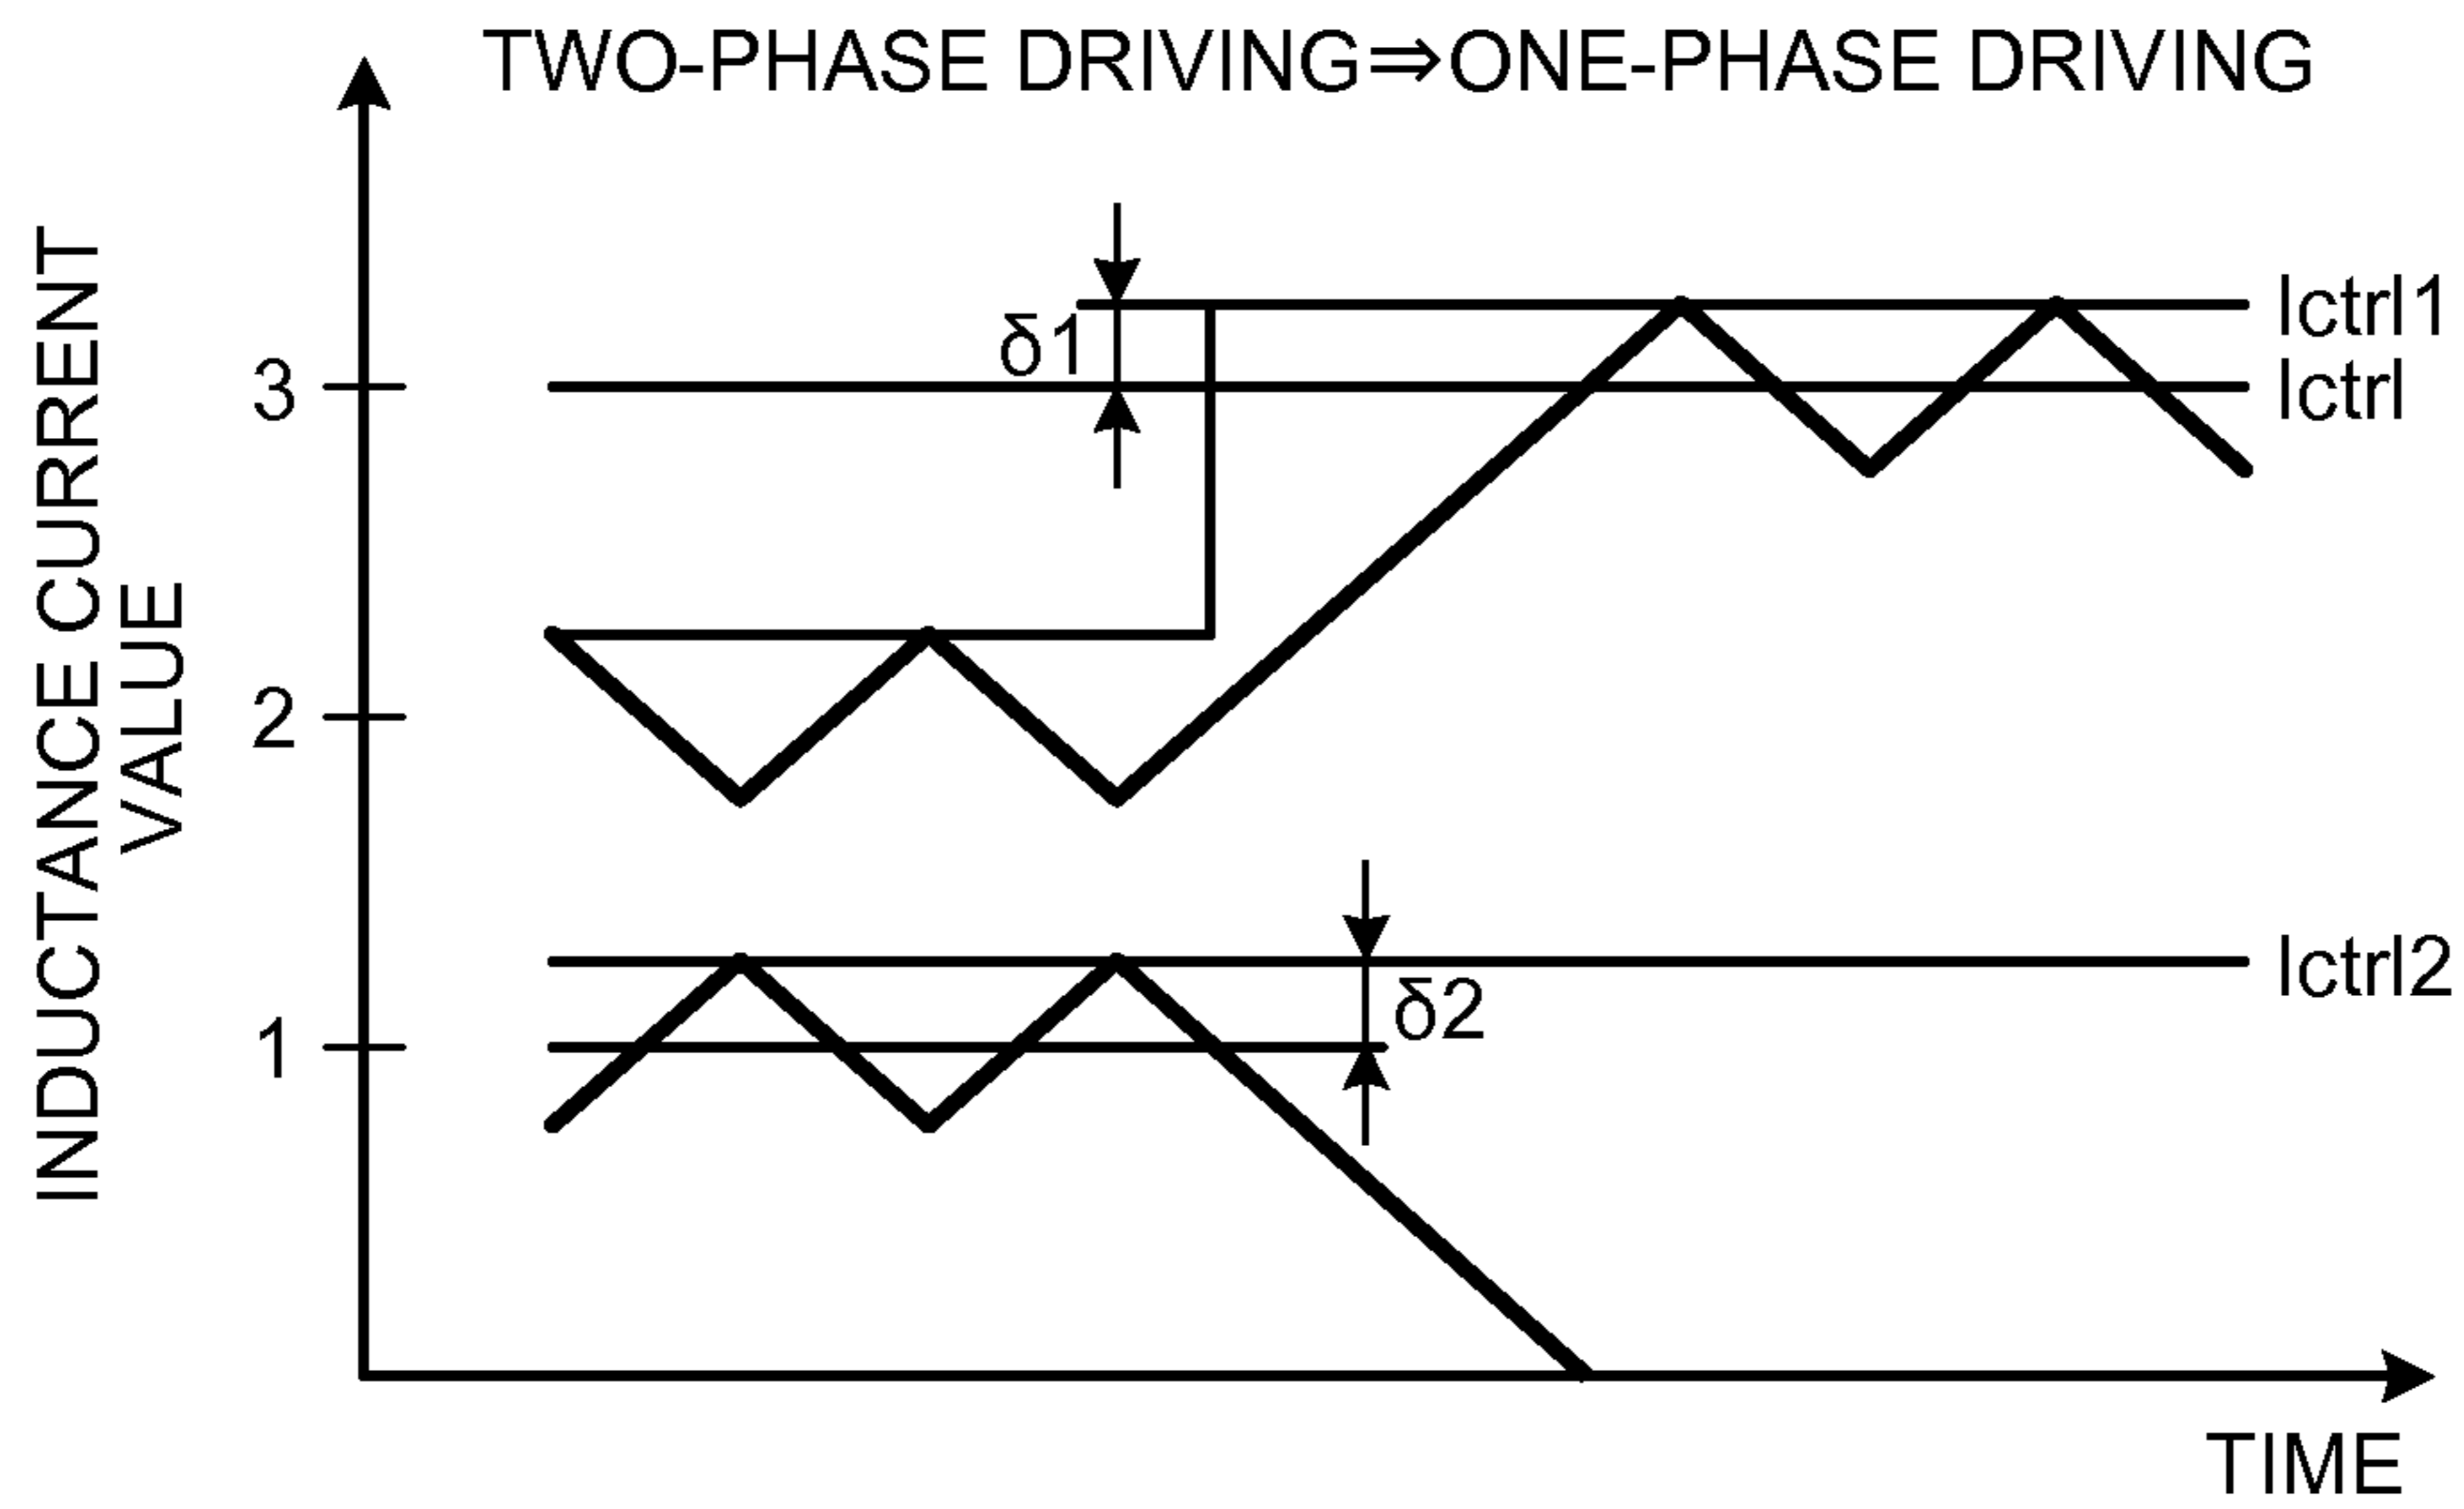 TWO-PHASE DRIVING⇒ONE-PHASE DRIVING
INDUCTANCE CURRENT
VALUE
3
2
1
δ1
δ2
Ictrl1
Ictrl
Ictrl2
TIME